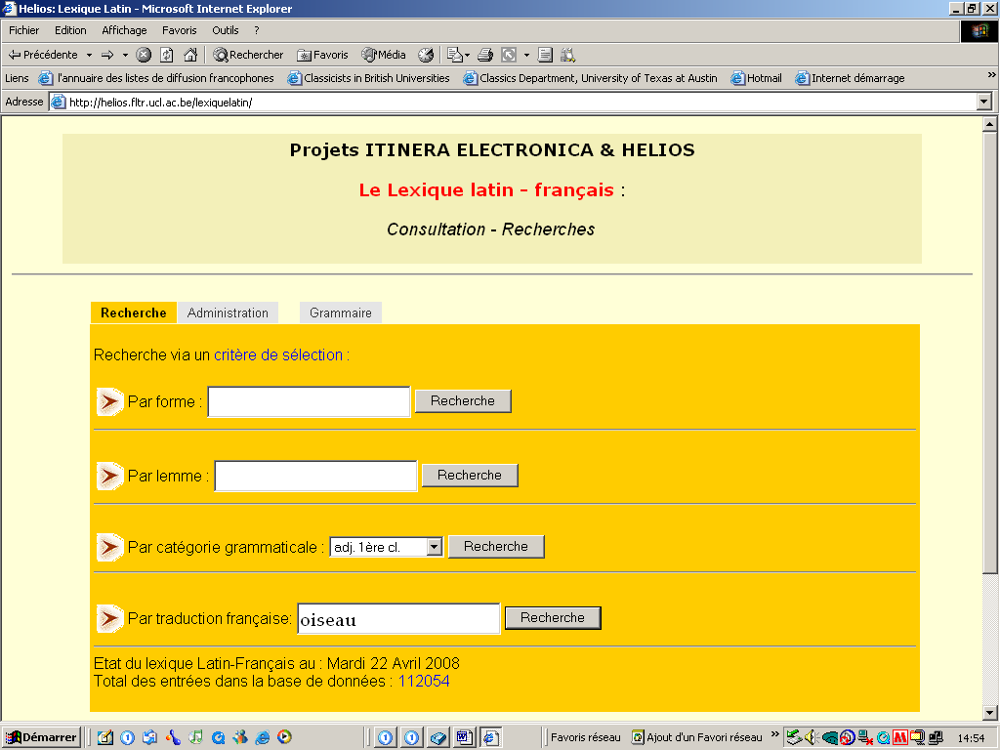 Helios: Lexique Latin - Microsoft Internet Explorer
Fichier Edition Affichage Favoris Outils ?
Précédente Rechercher Favoris Média
Liens l'annuaire des listes de diffusion francophones Classicists in British Universities Classics Department, University of Texas at Austin Hotmail Internet démarrage »
Adresse http://helios.fltr.ucl.ac.be/lexiquelatin/
Projets ITINERA ELECTRONICA & HELIOS
Le Lexique latin - français :
Consultation - Recherches
Recherche Administration Grammaire
Recherche via un critère de sélection :
Par forme : Recherche
Par lemme : Recherche
Par catégorie grammaticale : adj. 1ère cl. Recherche
Par traduction française: oiseau Recherche
Etat du lexique Latin-Français au : Mardi 22 Avril 2008
Total des entrées dans la base de données : 112054
Démarrer Favoris réseau Ajout d'un Favori réseau » 14:54